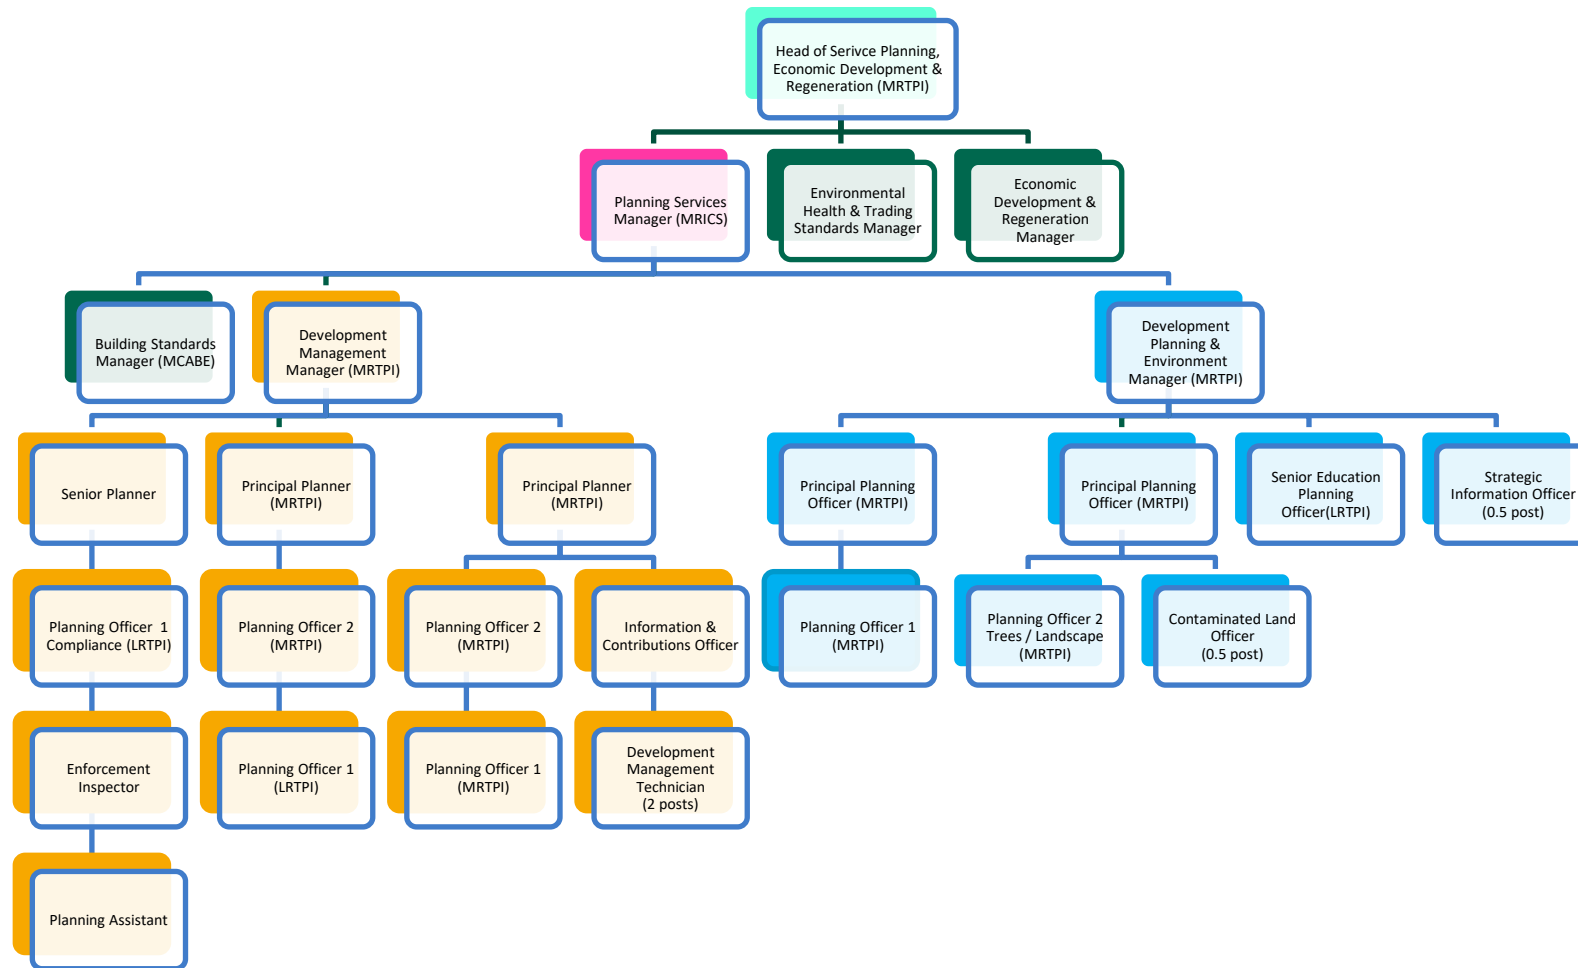 Head of Serivce Planning,
Economic Development &
Regeneration (MRTPI)
Planning Services
Manager (MRICS)
Environmental
Health & Trading
Standards Manager
Economic
Development &
Regeneration
Manager
Building Standards
Manager (MCABE)
Development
Management
Manager (MRTPI)
Development
Planning &
Environment
Manager (MRTPI)
Senior Planner
Principal Planner
(MRTPI)
Principal Planner
(MRTPI)
Principal Planning
Officer (MRTPI)
Principal Planning
Officer (MRTPI)
Senior Education
Planning
Officer(LRTPI)
Strategic
Information Officer
(0.5 post)
Planning Officer 1
Compliance (LRTPI)
Planning Officer 2
(MRTPI)
Planning Officer 2
(MRTPI)
Information &
Contributions Officer
Planning Officer 1
(MRTPI)
Planning Officer 2
Trees / Landscape
(MRTPI)
Contaminated Land
Officer
(0.5 post)
Enforcement
Inspector
Planning Officer 1
(LRTPI)
Planning Officer 1
(MRTPI)
Development
Management
Technician
(2 posts)
Planning Assistant